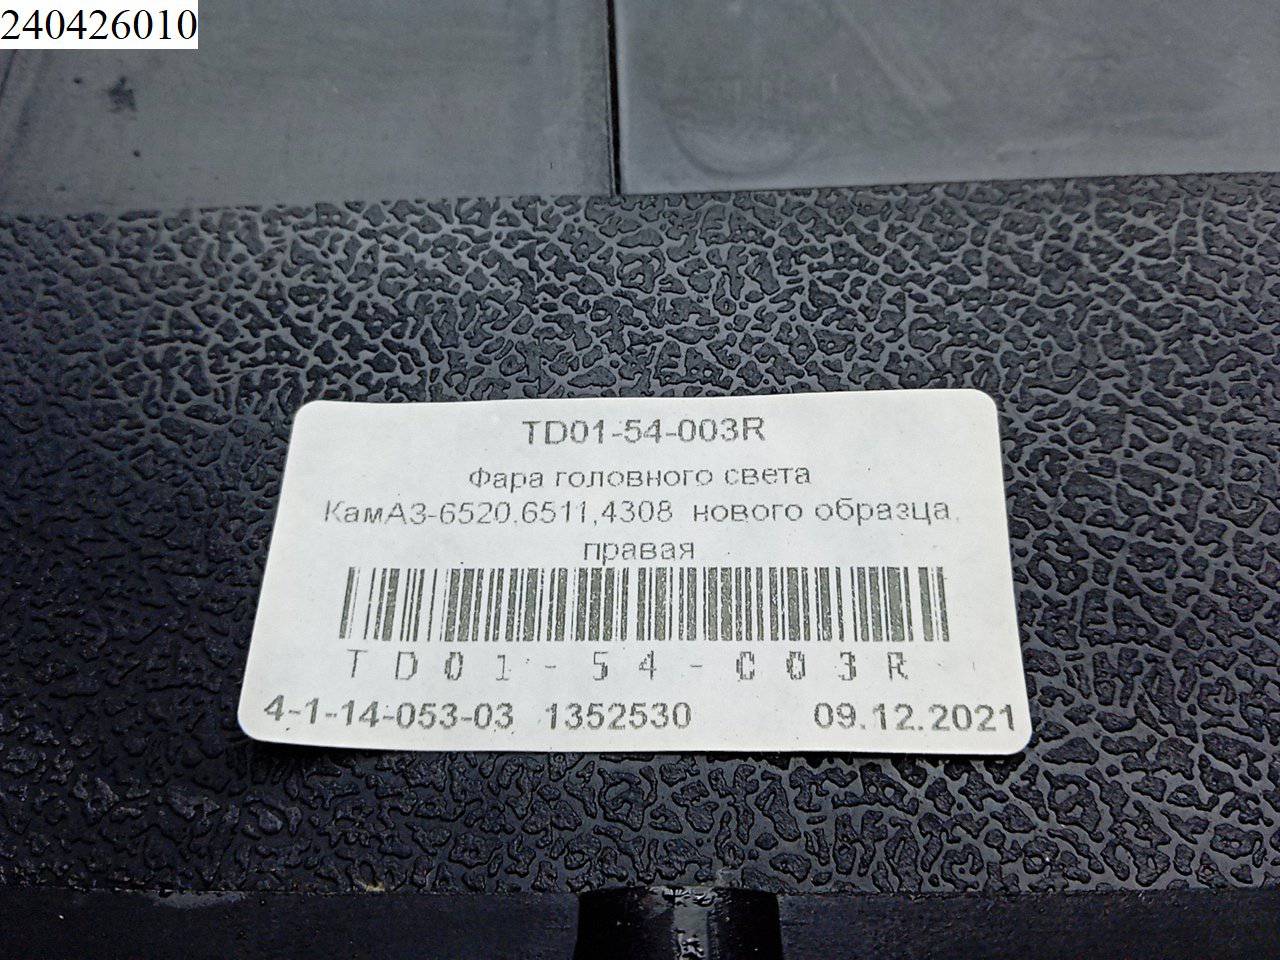 240426010
TD01-54-003R
Фара головного света
КамАЗ-6520,6511,4308 нового образца,
правая
TD01-54-003R
4-1-14-053-03 1352530 09.12.2021